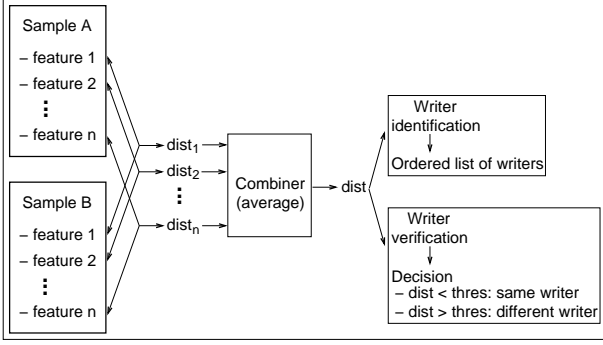 Sample A
– feature 1
– feature 2
⋮
– feature n
Sample B
– feature 1
– feature 2
⋮
– feature n
dist1
dist2
⋮
distn
Combiner
(average)
dist
Writer
identification
Ordered list of writers
Writer
verification
Decision
– dist < thres: same writer
– dist > thres: different writer